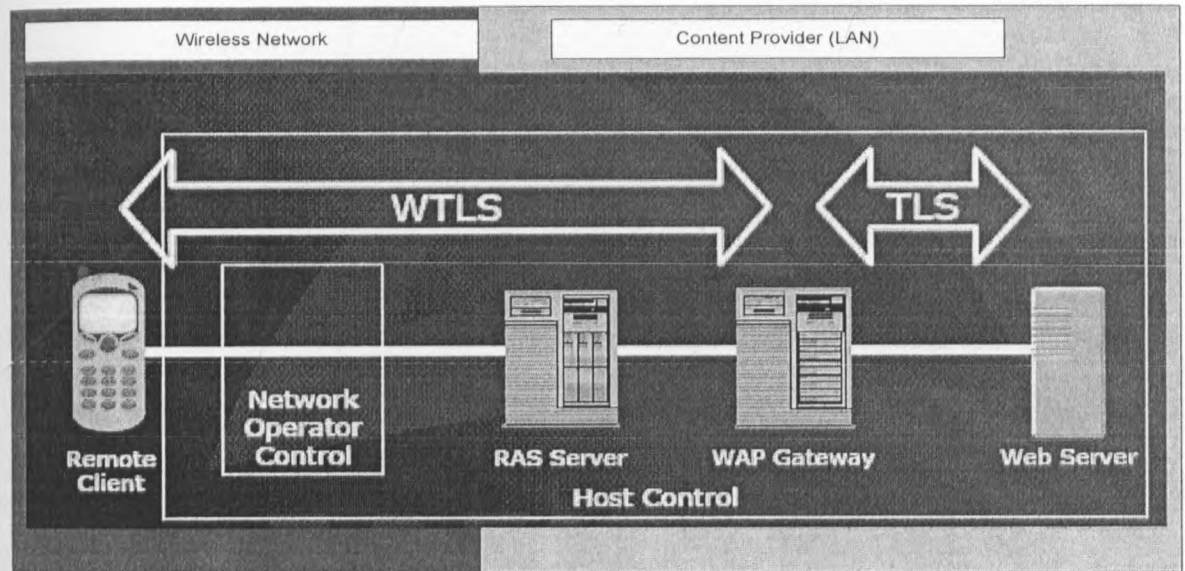 Wireless Network
Content Provider (LAN)
WTLS
TLS
Network
Operator
Control
Remote
Client
RAS Server
WAP Gateway
Web Server
Host Control